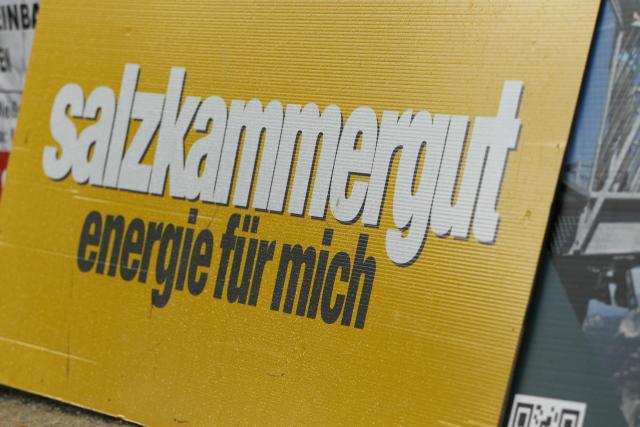 salzkammergut
energie für mich